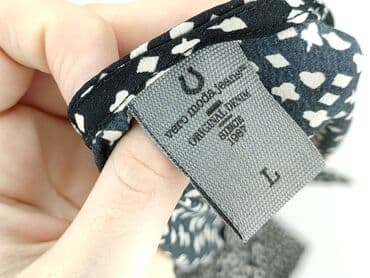 vero moda jeans
ORIGINAL DENIM
SINCE
1987
L